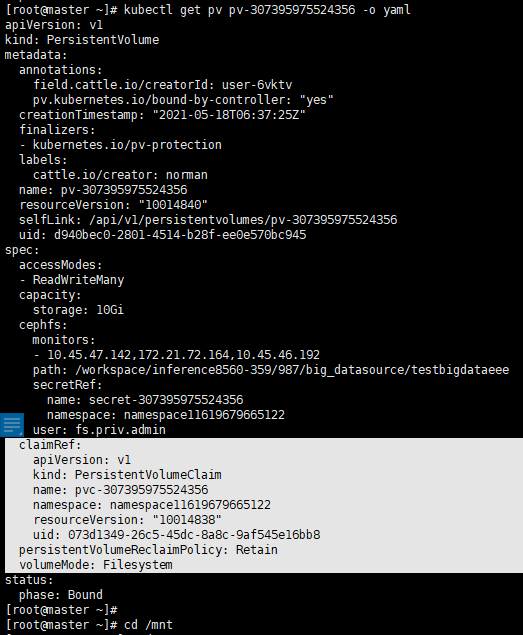 [root@master ~]# kubectl get pv pv-307395975524356 -o yaml
apiVersion: v1
kind: PersistentVolume
metadata:
  annotations:
    field.cattle.io/creatorId: user-6vktv
    pv.kubernetes.io/bound-by-controller: "yes"
  creationTimestamp: "2021-05-18T06:37:25Z"
  finalizers:
  - kubernetes.io/pv-protection
  labels:
    cattle.io/creator: norman
  name: pv-307395975524356
  resourceVersion: "10014840"
  selfLink: /api/v1/persistentvolumes/pv-307395975524356
  uid: d940bec0-2801-4514-b28f-ee0e570bc945
spec:
  accessModes:
  - ReadWriteMany
  capacity:
    storage: 10Gi
  cephfs:
    monitors:
    - 10.45.47.142,172.21.72.164,10.45.46.192
    path: /workspace/inference8560-359/987/big_datasource/testbigdataeee
    secretRef:
      name: secret-307395975524356
      namespace: namespace11619679665122
    user: fs.priv.admin
  claimRef:
    apiVersion: v1
    kind: PersistentVolumeClaim
    name: pvc-307395975524356
    namespace: namespace11619679665122
    resourceVersion: "10014838"
    uid: 073d1349-26c5-45dc-8a8c-9af545e16bb8
  persistentVolumeReclaimPolicy: Retain
  volumeMode: Filesystem
status:
  phase: Bound
[root@master ~]#
[root@master ~]# cd /mnt